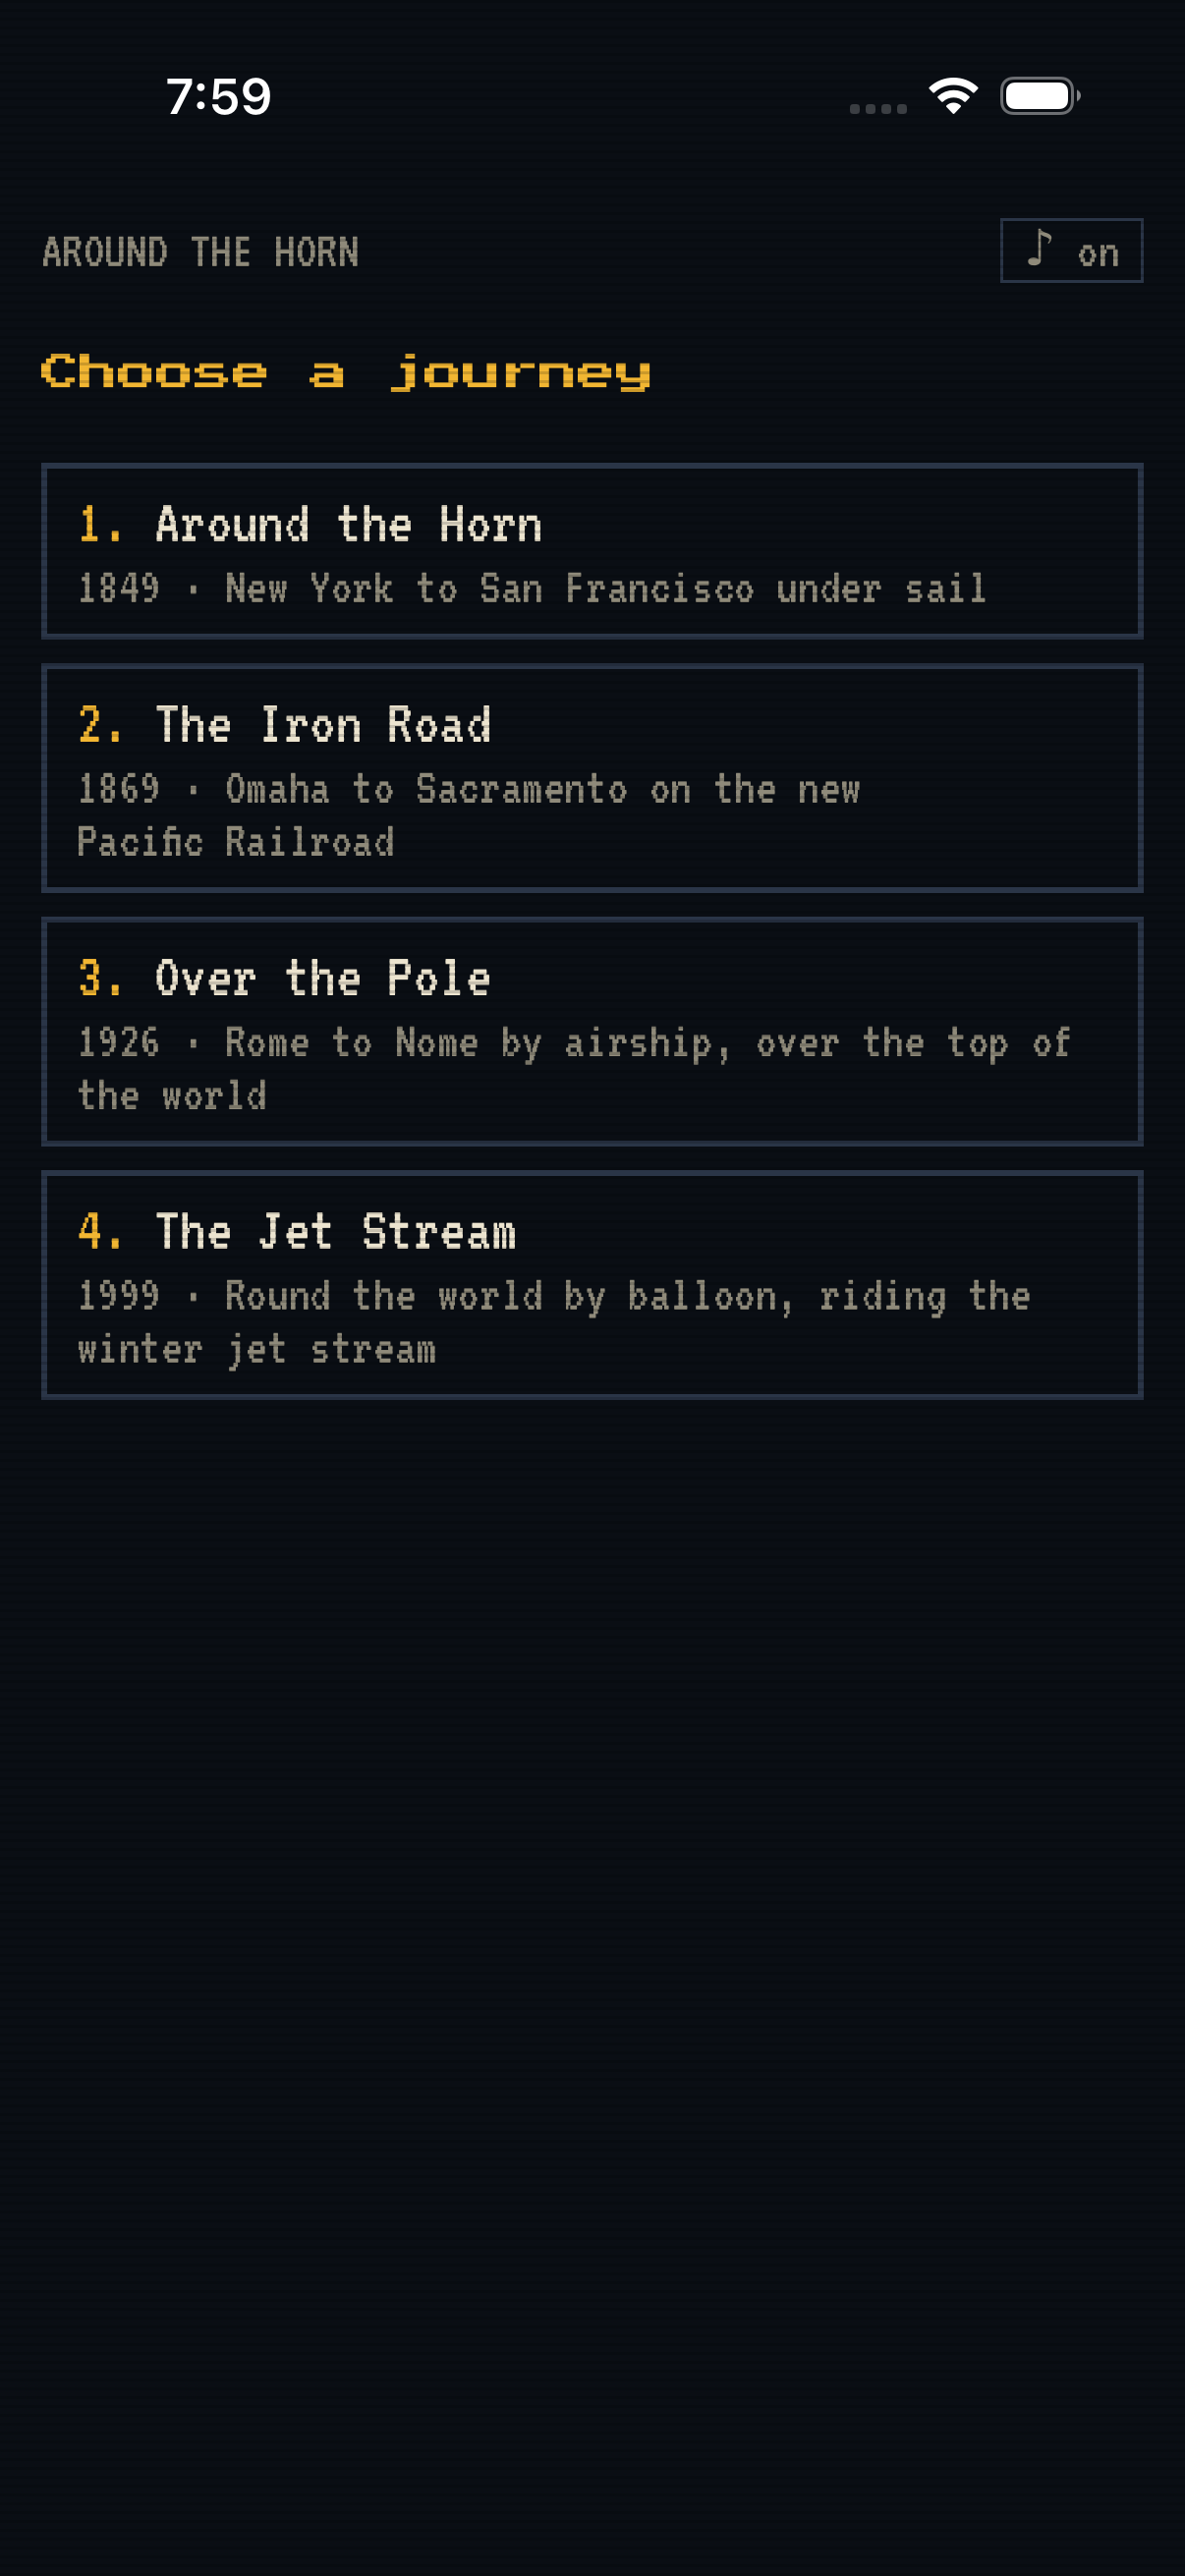 7:59
AROUND THE HORN
♪ on
Choose a journey
1. Around the Horn
1849 · New York to San Francisco under sail
2. The Iron Road
1869 · Omaha to Sacramento on the new
Pacific Railroad
3. Over the Pole
1926 · Rome to Nome by airship, over the top of
the world
4. The Jet Stream
1999 · Round the world by balloon, riding the
winter jet stream